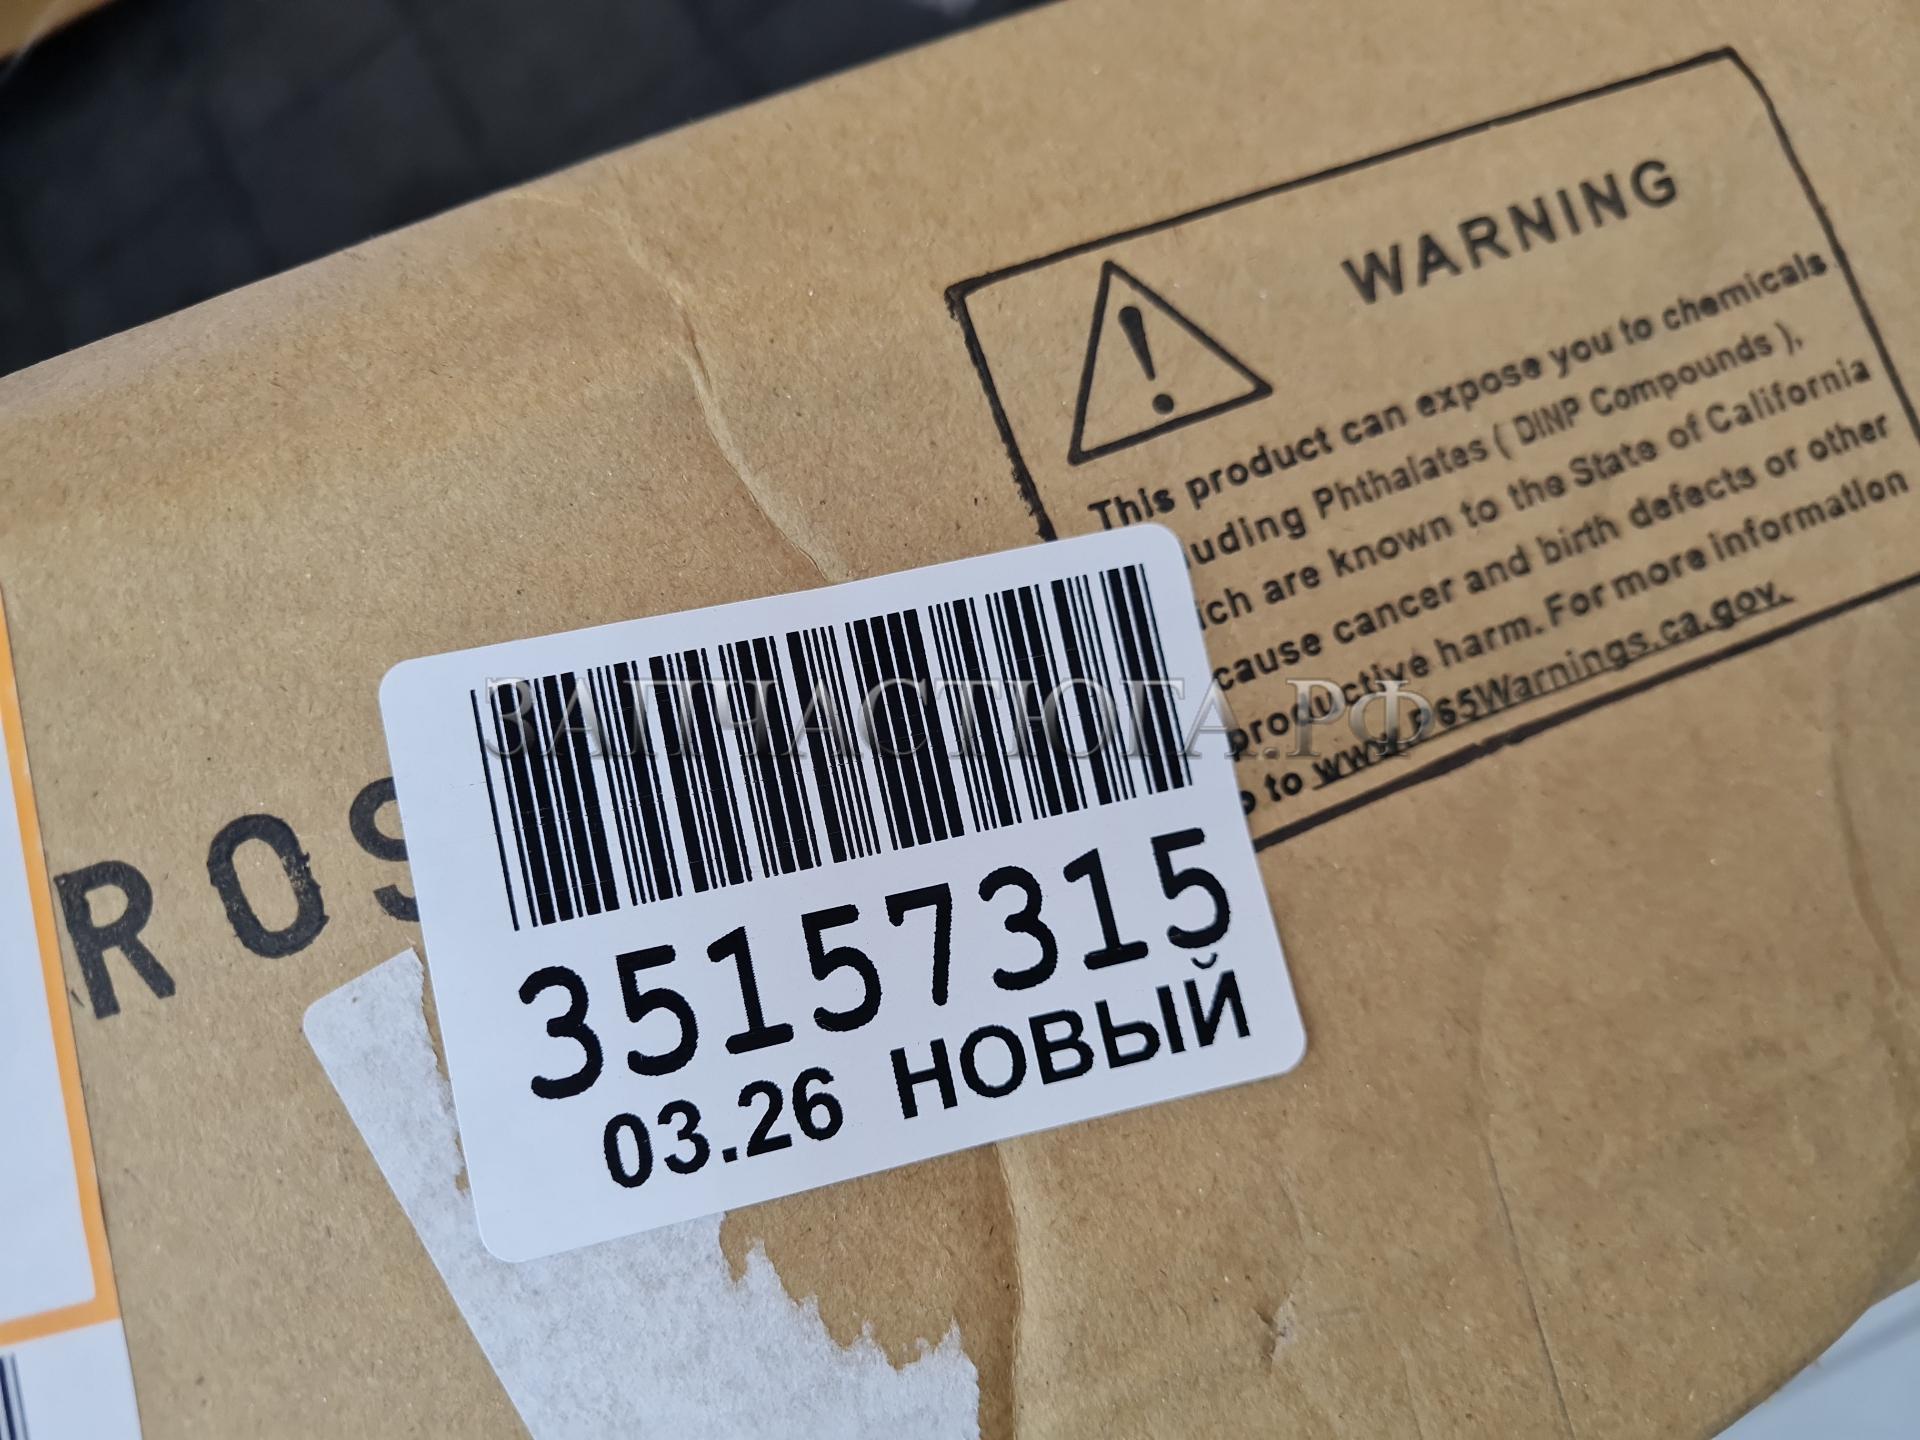 WARNING
This product can expose you to chemicals
uding Phthalates ( DINP Compounds ),
ich are known to the State of California
cause cancer and birth defects or other
productive harm. For more information
to www.P65Warnings.ca.gov.
ЗАПЧАСТЮГА.РФ
ROS
35157315
03.26 НОВЫЙ